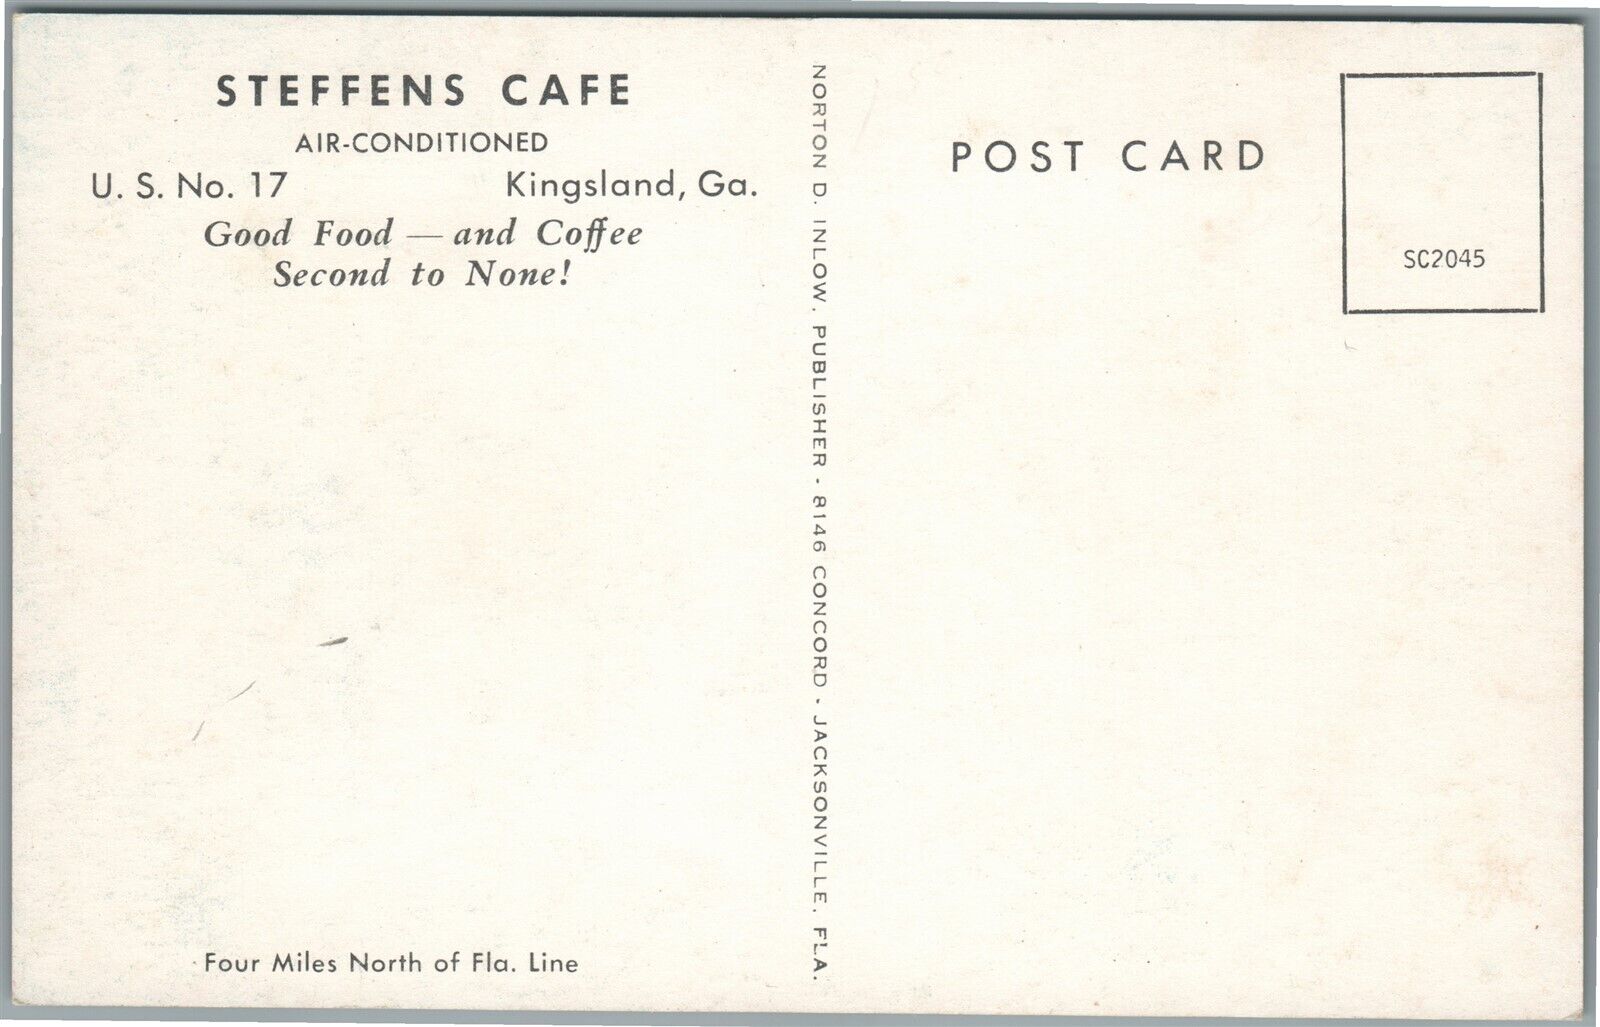 STEFFENS CAFE
AIR-CONDITIONED
U. S. No. 17 Kingsland, Ga.
Good Food — and Coffee
Second to None!
Four Miles North of Fla. Line
NORTON D. INLOW, PUBLISHER - 8146 CONCORD - JACKSONVILLE, FLA.
POST CARD
SC2045